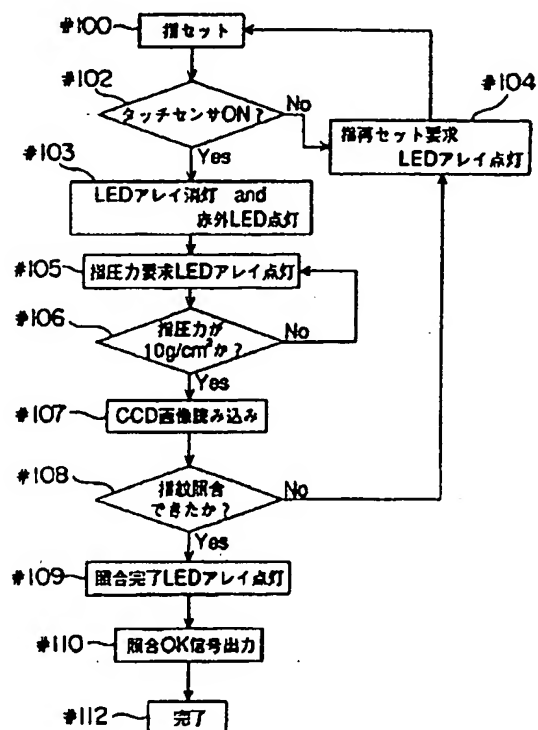 #100
指セット
#102
タッチセンサON?
No
#104
指再セット要求
LEDアレイ点灯
Yes
#103
LEDアレイ消灯 and
赤外LED点灯
#105
指圧力要求LEDアレイ点灯
#106
指圧力が
10g/cm²か?
No
Yes
#107
CCD画像読み込み
#108
指紋照合
できたか?
No
Yes
#109
照合完了LEDアレイ点灯
#110
照合OK信号出力
#112
完了